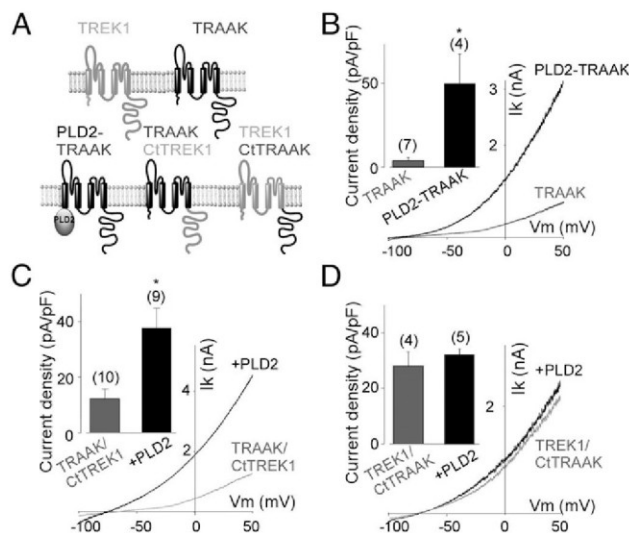 A
TREK1
TRAAK
PLD2-
TRAAK
TRAAK
CtTREK1
TREK1
CtTRAAK
PLD2
B
Current density (pA/pF)
50
0
(7)
*
(4)
TRAAK
PLD2-TRAAK
Ik (nA)
3
2
PLD2-TRAAK
TRAAK
Vm (mV)
-100
-50
0
50
C
Current density (pA/pF)
40
20
0
(10)
*
(9)
TRAAK/
CtTREK1
+PLD2
Ik (nA)
4
2
+PLD2
TRAAK/
CtTREK1
Vm (mV)
-100
-50
0
50
D
Current density (pA/pF)
40
20
0
(4)
(5)
TREK1/
CtTRAAK
+PLD2
Ik (nA)
2
+PLD2
TREK1/
CtTRAAK
Vm (mV)
-100
-50
0
50